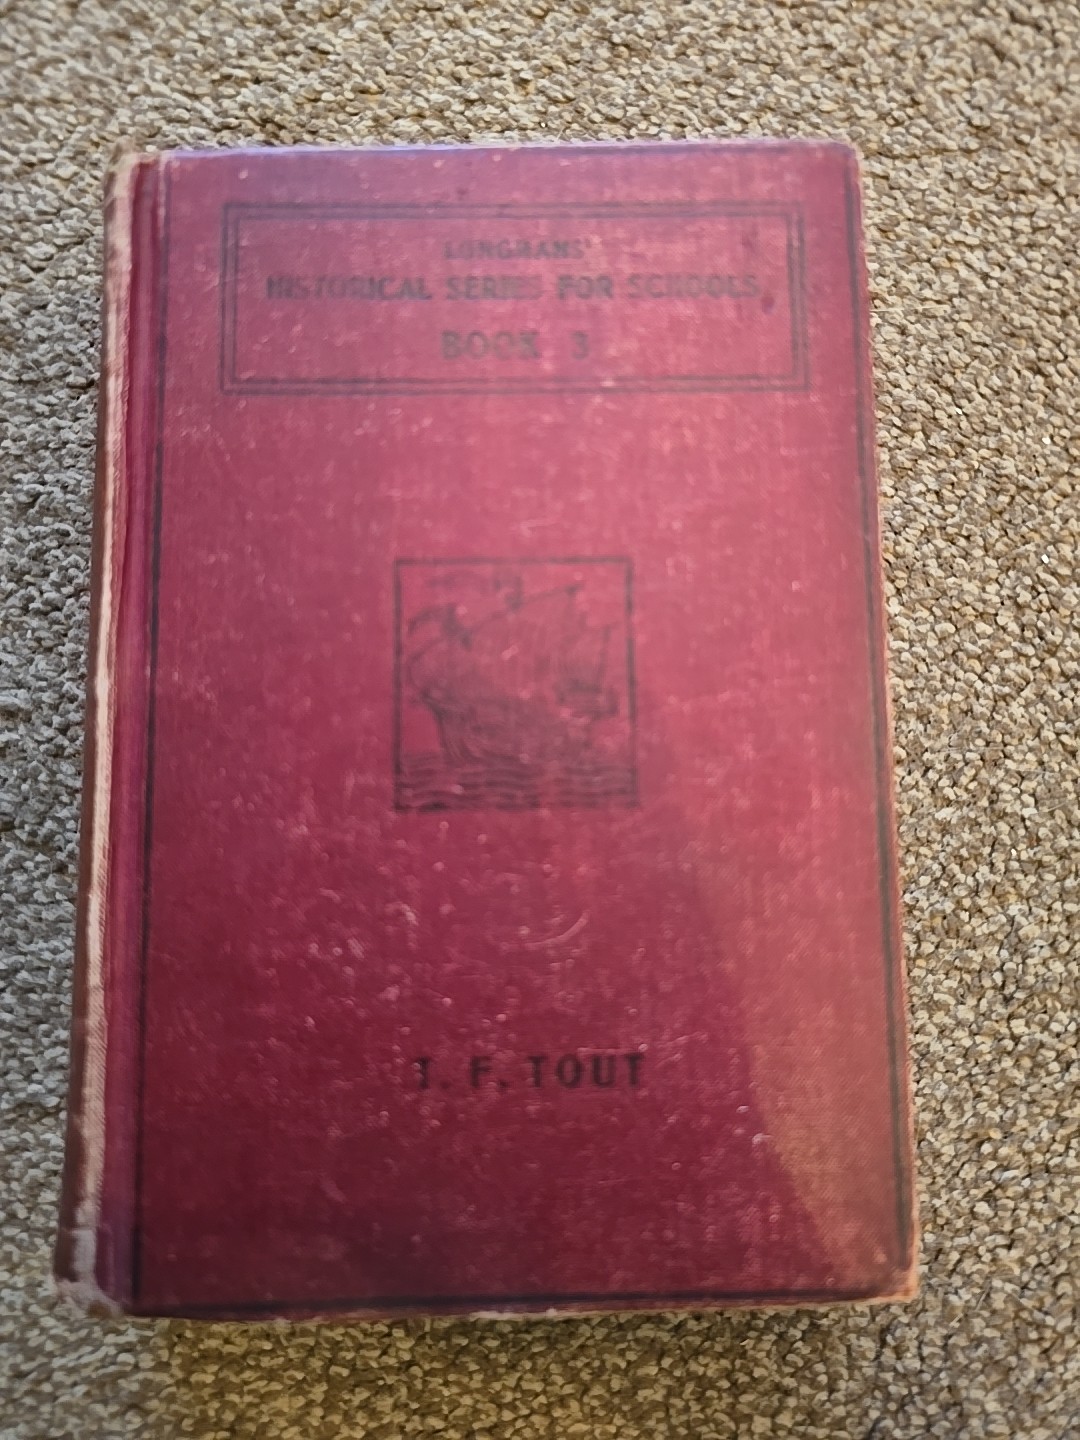 LONGMANS'
HISTORICAL SERIES FOR SCHOOLS
BOOK 3
T. F. TOUT